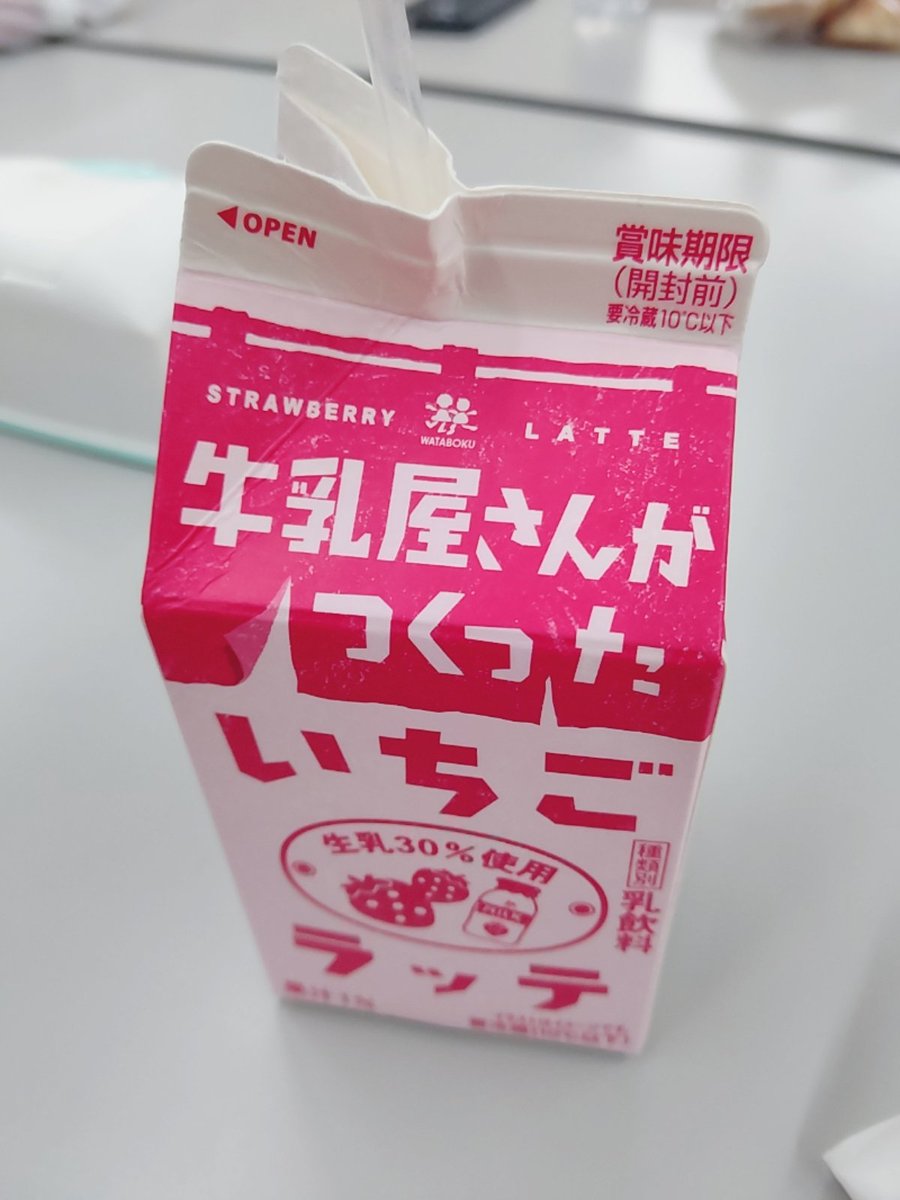 ◀OPEN
賞味期限
(開封前)
要冷蔵10℃以下
STRAWBERRY LATTE
WATABOKU
牛乳屋さんが
つくった
いちご
生乳30%使用
MILK
種類別
乳飲料
ラッテ